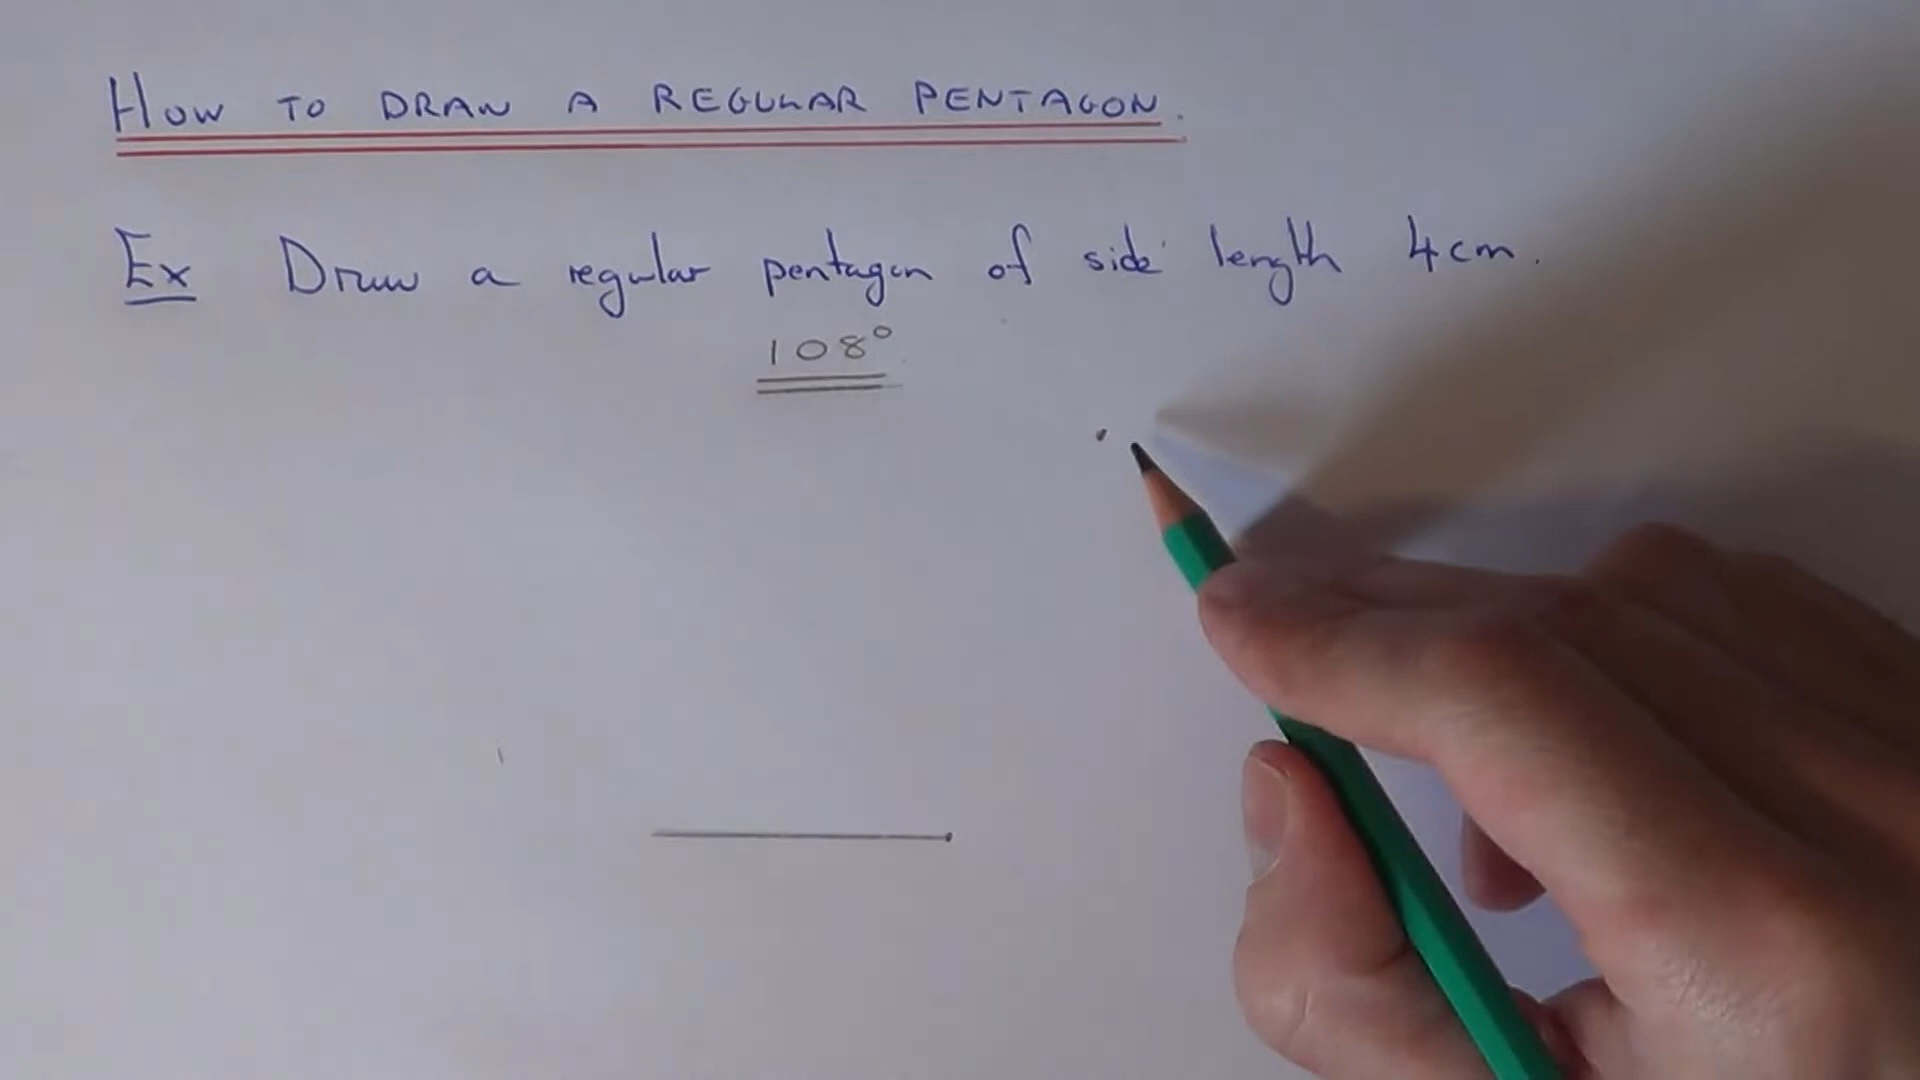 HOW TO DRAW A REGULAR PENTAGON.
Ex Draw a regular pentagon of side length 4cm.
108°